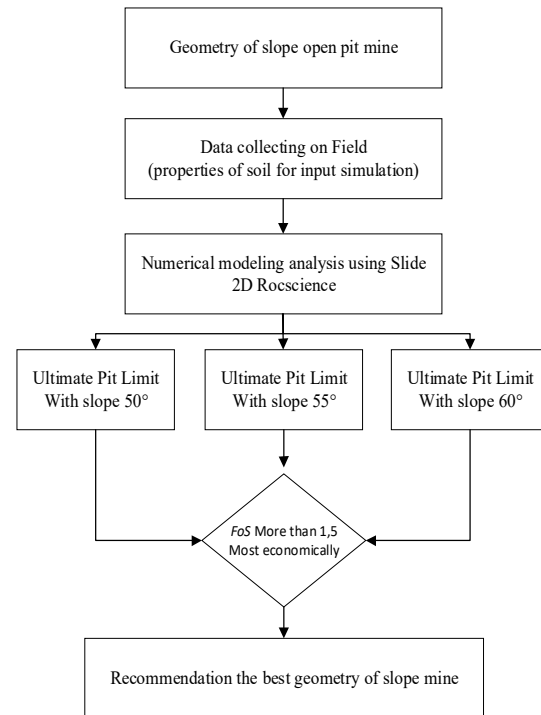 Geometry of slope open pit mine
Data collecting on Field
(properties of soil for input simulation)
Numerical modeling analysis using Slide
2D Rocscience
Ultimate Pit Limit
With slope 50°
Ultimate Pit Limit
With slope 55°
Ultimate Pit Limit
With slope 60°
FoS More than 1,5
Most economically
Recommendation the best geometry of slope mine